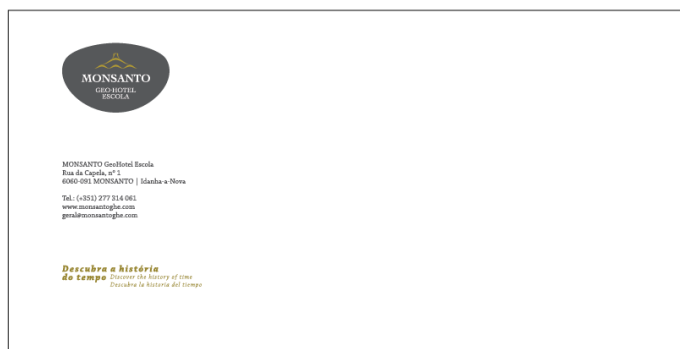 MONSANTO
GEO-HOTEL
ESCOLA
MONSANTO GeoHotel Escola
Rua da Capela, nº 1
6060-091 MONSANTO | Idanha-a-Nova
Tel.: (+351) 277 314 061
www.monsantoghe.com
geral@monsantoghe.com
Descubra a história
do tempo Discover the history of time
Descubra la historia del tiempo